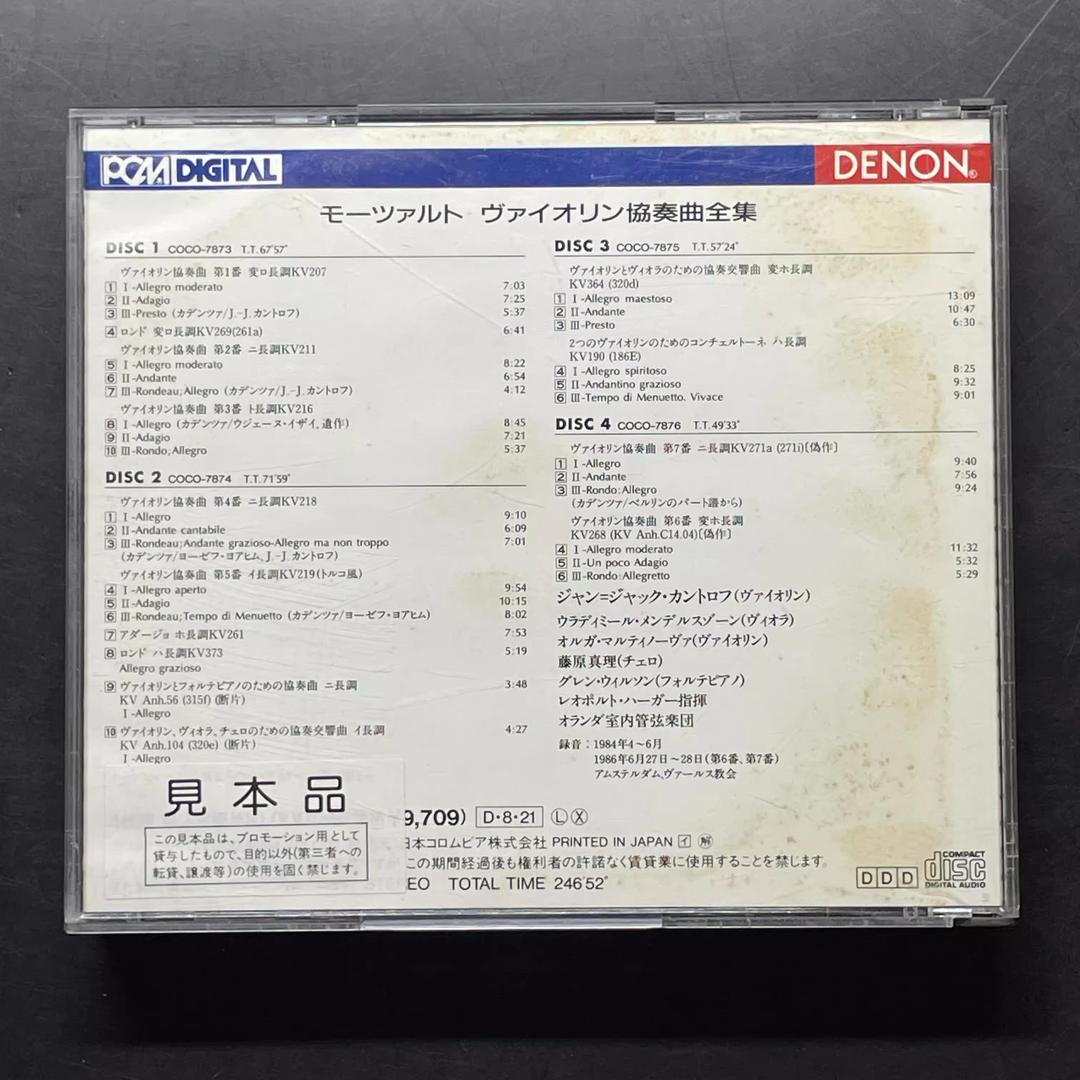 PCM DIGITAL
DENON®
モーツァルト ヴァイオリン協奏曲全集
DISC 1 COCO-7873 T.T. 67'57"
ヴァイオリン協奏曲 第1番 変ロ長調KV207
1 I-Allegro moderato 7:03
2 II-Adagio 7:25
3 III-Presto (カデンツァ/J.-J.カントロフ) 5:37
4 ロンド 変ロ長調KV269(261a) 6:41
ヴァイオリン協奏曲 第2番 ニ長調KV211
5 I-Allegro moderato 8:22
6 II-Andante 6:54
7 III-Rondeau;Allegro (カデンツァ/J.-J.カントロフ) 4:12
ヴァイオリン協奏曲 第3番 ト長調KV216
8 I-Allegro (カデンツァ/ウジェーヌ・イザイ、遺作) 8:45
9 II-Adagio 7:21
10 III-Rondo;Allegro 5:37
DISC 2 COCO-7874 T.T. 71'59"
ヴァイオリン協奏曲 第4番 ニ長調KV218
1 I-Allegro 9:10
2 II-Andante cantabile 6:09
3 III-Rondeau;Andante grazioso-Allegro ma non troppo 7:01
(カデンツァ/ヨーゼフ・ヨアヒム、J.-J.カントロフ)
ヴァイオリン協奏曲 第5番 イ長調KV219(トルコ風)
4 I-Allegro aperto 9:54
5 II-Adagio 10:15
6 III-Rondeau;Tempo di Menuetto (カデンツァ/ヨーゼフ・ヨアヒム) 8:02
7 アダージョ ホ長調KV261 7:53
8 ロンド ハ長調KV373 5:19
Allegro grazioso
9 ヴァイオリンとフォルテピアノのための協奏曲 ニ長調 3:48
KV Anh.56 (315f) (断片)
I-Allegro
10 ヴァイオリン、ヴィオラ、チェロのための協奏交響曲 イ長調 4:27
KV Anh.104 (320e) (断片)
I-Allegro
DISC 3 COCO-7875 T.T. 57'24"
ヴァイオリンとヴィオラのための協奏交響曲 変ホ長調
KV364 (320d)
1 I-Allegro maestoso 13:09
2 II-Andante 10:47
3 III-Presto 6:30
2つのヴァイオリンのためのコンチェルトーネ ハ長調
KV190 (186E)
4 I-Allegro spiritoso 8:25
5 II-Andantino grazioso 9:32
6 III-Tempo di Menuetto. Vivace 9:01
DISC 4 COCO-7876 T.T. 49'33"
ヴァイオリン協奏曲 第7番 ニ長調KV271a (271i)〔偽作〕
1 I-Allegro 9:40
2 II-Andante 7:56
3 III-Rondo:Allegro 9:24
(カデンツァ/ベルリンのパート譜から)
ヴァイオリン協奏曲 第6番 変ホ長調
KV268 (KV Anh.C14.04)〔偽作〕
4 I-Allegro moderato 11:32
5 II-Un poco Adagio 5:32
6 III-Rondo:Allegretto 5:29
ジャン=ジャック・カントロフ(ヴァイオリン)
ウラディミール・メンデルスゾーン(ヴィオラ)
オルガ・マルティノーヴァ(ヴァイオリン)
藤原真理(チェロ)
グレン・ウィルソン(フォルテピアノ)
レオポルト・ハーガー指揮
オランダ室内管弦楽団
録音:1984年4~6月
1986年6月27日~28日(第6番、第7番)
アムステルダム、ヴァールス教会
見本品
この見本品は、プロモーション用として
貸与したもので、目的以外(第三者への
転貸、譲渡等)の使用を固く禁じます。
9,709) D・8・21 Ⓛ Ⓧ
日本コロムビア株式会社 PRINTED IN JAPAN イ 解
この期間経過後も権利者の許諾なく賃貸業に使用することを禁じます。
EO TOTAL TIME 246'52"
DDD
COMPACT disc DIGITAL AUDIO